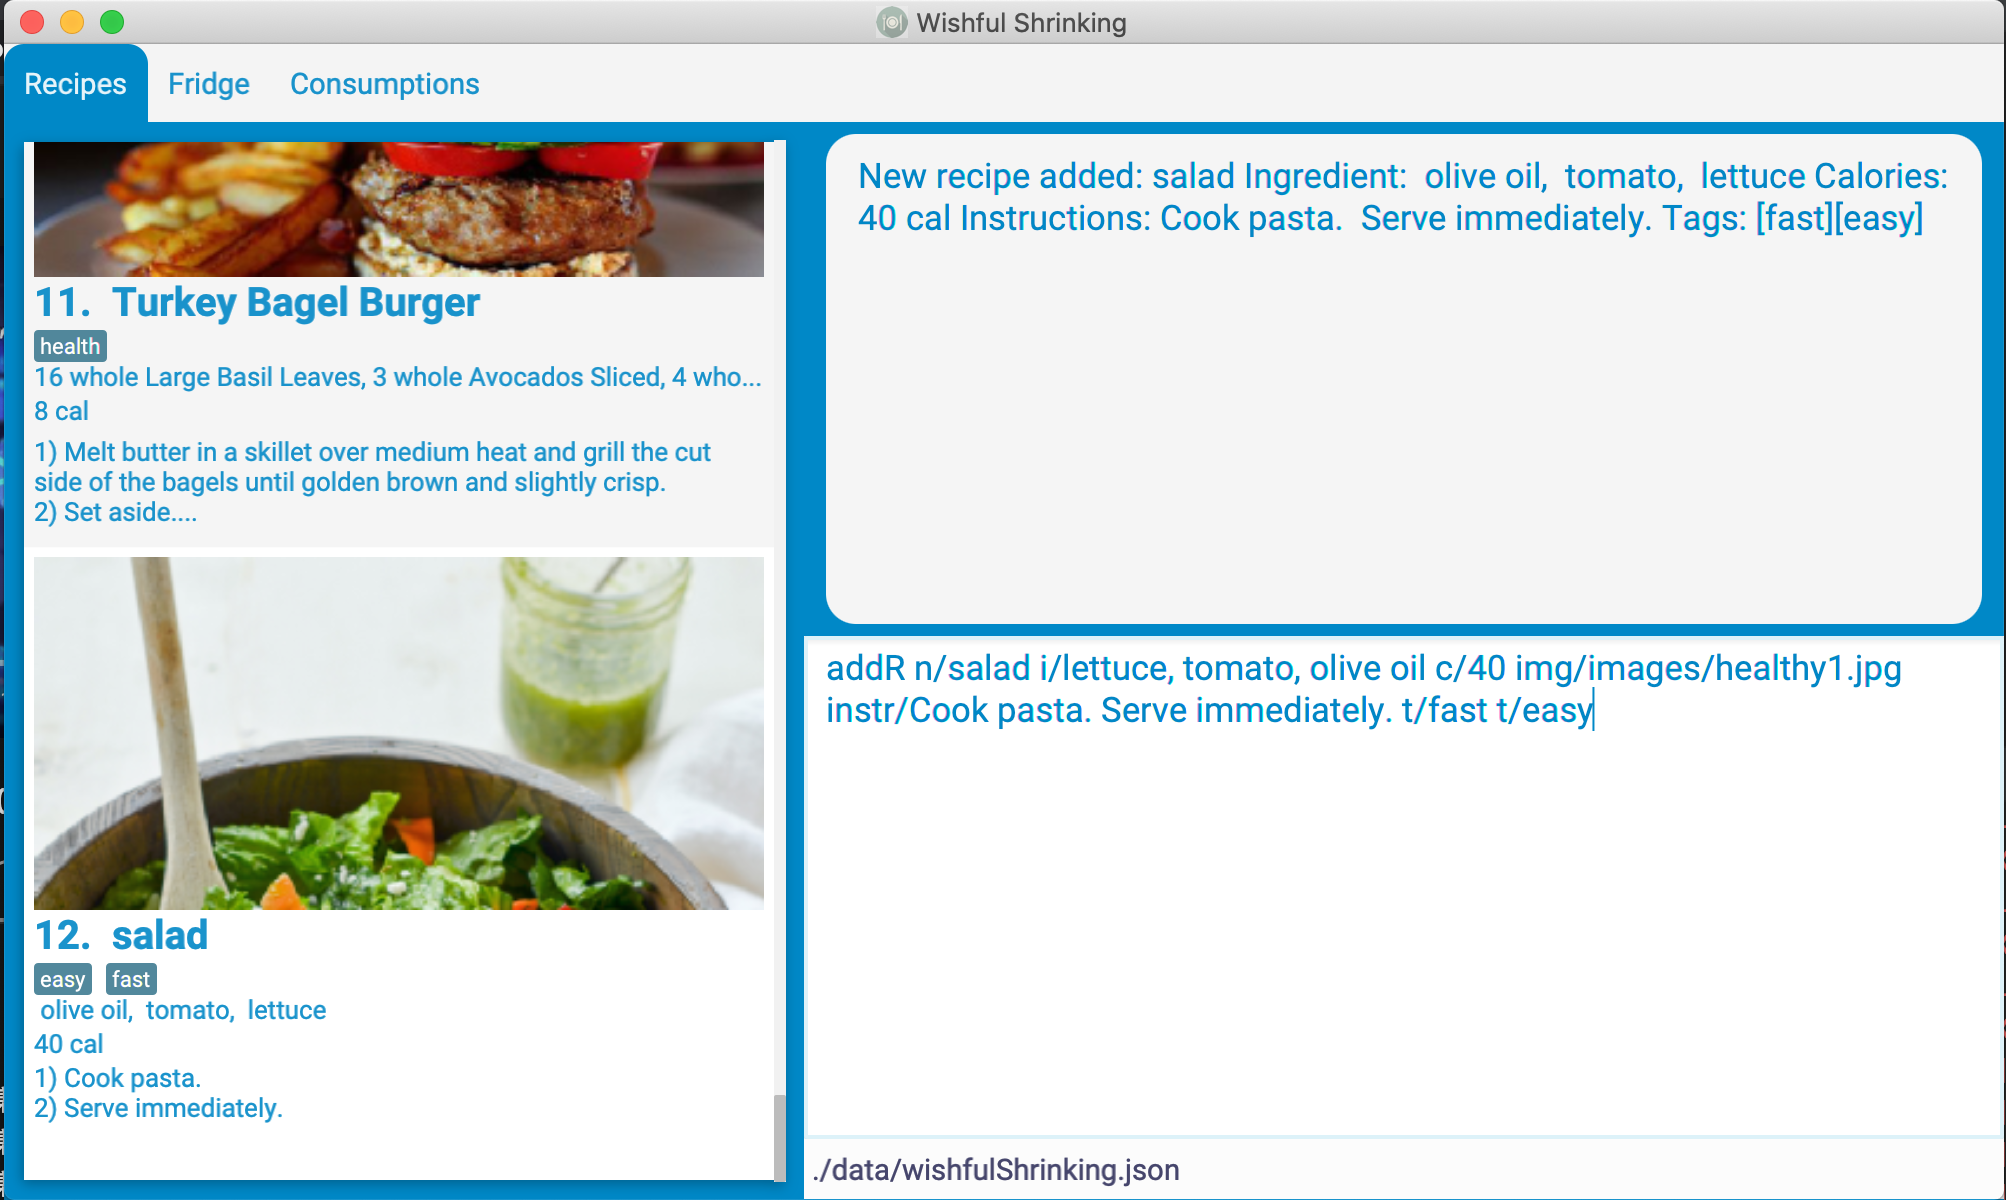 Wishful Shrinking
Recipes Fridge Consumptions
11. Turkey Bagel Burger
health
16 whole Large Basil Leaves, 3 whole Avocados Sliced, 4 who...
8 cal
1) Melt butter in a skillet over medium heat and grill the cut
side of the bagels until golden brown and slightly crisp.
2) Set aside....
12. salad
easy fast
olive oil, tomato, lettuce
40 cal
1) Cook pasta.
2) Serve immediately.
New recipe added: salad Ingredient: olive oil, tomato, lettuce Calories:
40 cal Instructions: Cook pasta. Serve immediately. Tags: [fast][easy]
addR n/salad i/lettuce, tomato, olive oil c/40 img/images/healthy1.jpg
instr/Cook pasta. Serve immediately. t/fast t/easy
./data/wishfulShrinking.json